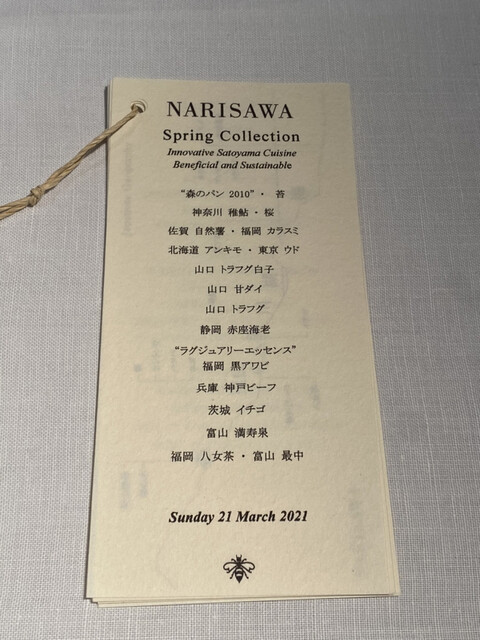 NARISAWA
Spring Collection
Innovative Satoyama Cuisine
Beneficial and Sustainable
“森のパン 2010”・ 苔
神奈川 稚鮎・桜
佐賀 自然薯・福岡 カラスミ
北海道 アンキモ・東京 ウド
山口 トラフグ白子
山口 甘ダイ
山口 トラフグ
静岡 赤座海老
“ラグジュアリーエッセンス”
福岡 黒アワビ
兵庫 神戸ビーフ
茨城 イチゴ
富山 満寿泉
福岡 八女茶・富山 最中
Sunday 21 March 2021